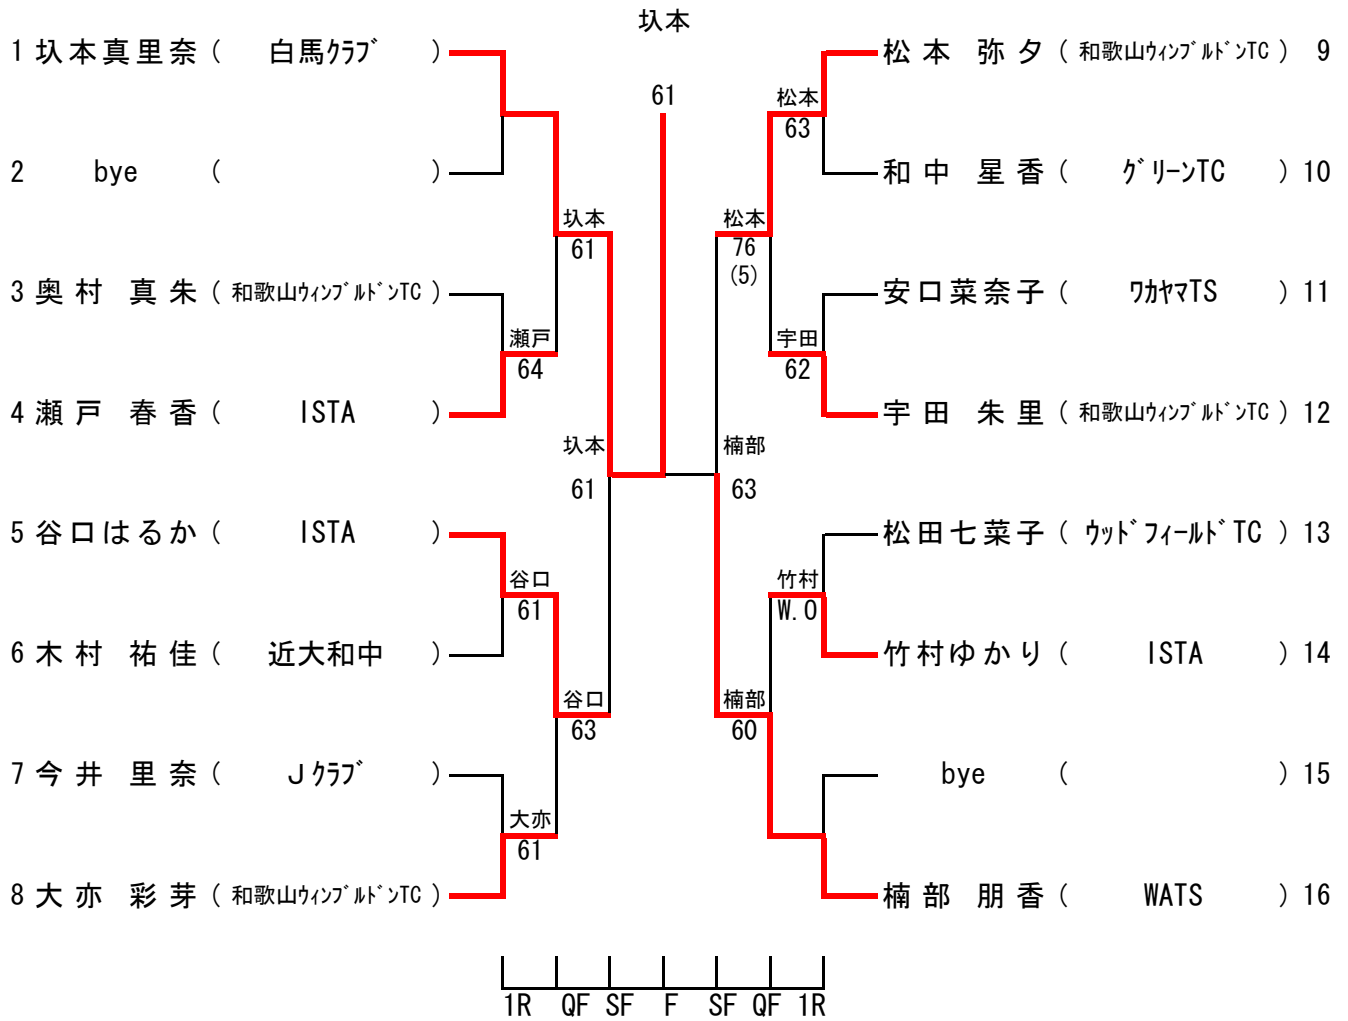 圦本
1 圦本真里奈 ( 白馬ｸﾗﾌﾞ )
松本 弥夕 ( 和歌山ｳｨﾝﾌﾞﾙﾄﾞﾝTC ) 9
61
松本
63
2 bye ( )
和中 星香 ( ｸﾞﾘｰﾝTC ) 10
圦本
61
松本
76
(5)
3 奥村 真朱 ( 和歌山ｳｨﾝﾌﾞﾙﾄﾞﾝTC )
安口菜奈子 ( ﾜｶﾔﾏTS ) 11
瀬戸
64
宇田
62
4 瀬戸 春香 ( ISTA )
宇田 朱里 ( 和歌山ｳｨﾝﾌﾞﾙﾄﾞﾝTC ) 12
圦本
61
楠部
63
5 谷口はるか ( ISTA )
松田七菜子 ( ｳｯﾄﾞﾌｨｰﾙﾄﾞTC ) 13
谷口
61
竹村
W.O
6 木村 祐佳 ( 近大和中 )
竹村ゆかり ( ISTA ) 14
谷口
63
楠部
60
7 今井 里奈 ( Ｊｸﾗﾌﾞ )
bye ( ) 15
大亦
61
8 大亦 彩芽 ( 和歌山ｳｨﾝﾌﾞﾙﾄﾞﾝTC )
楠部 朋香 ( WATS ) 16
1R QF SF F SF QF 1R